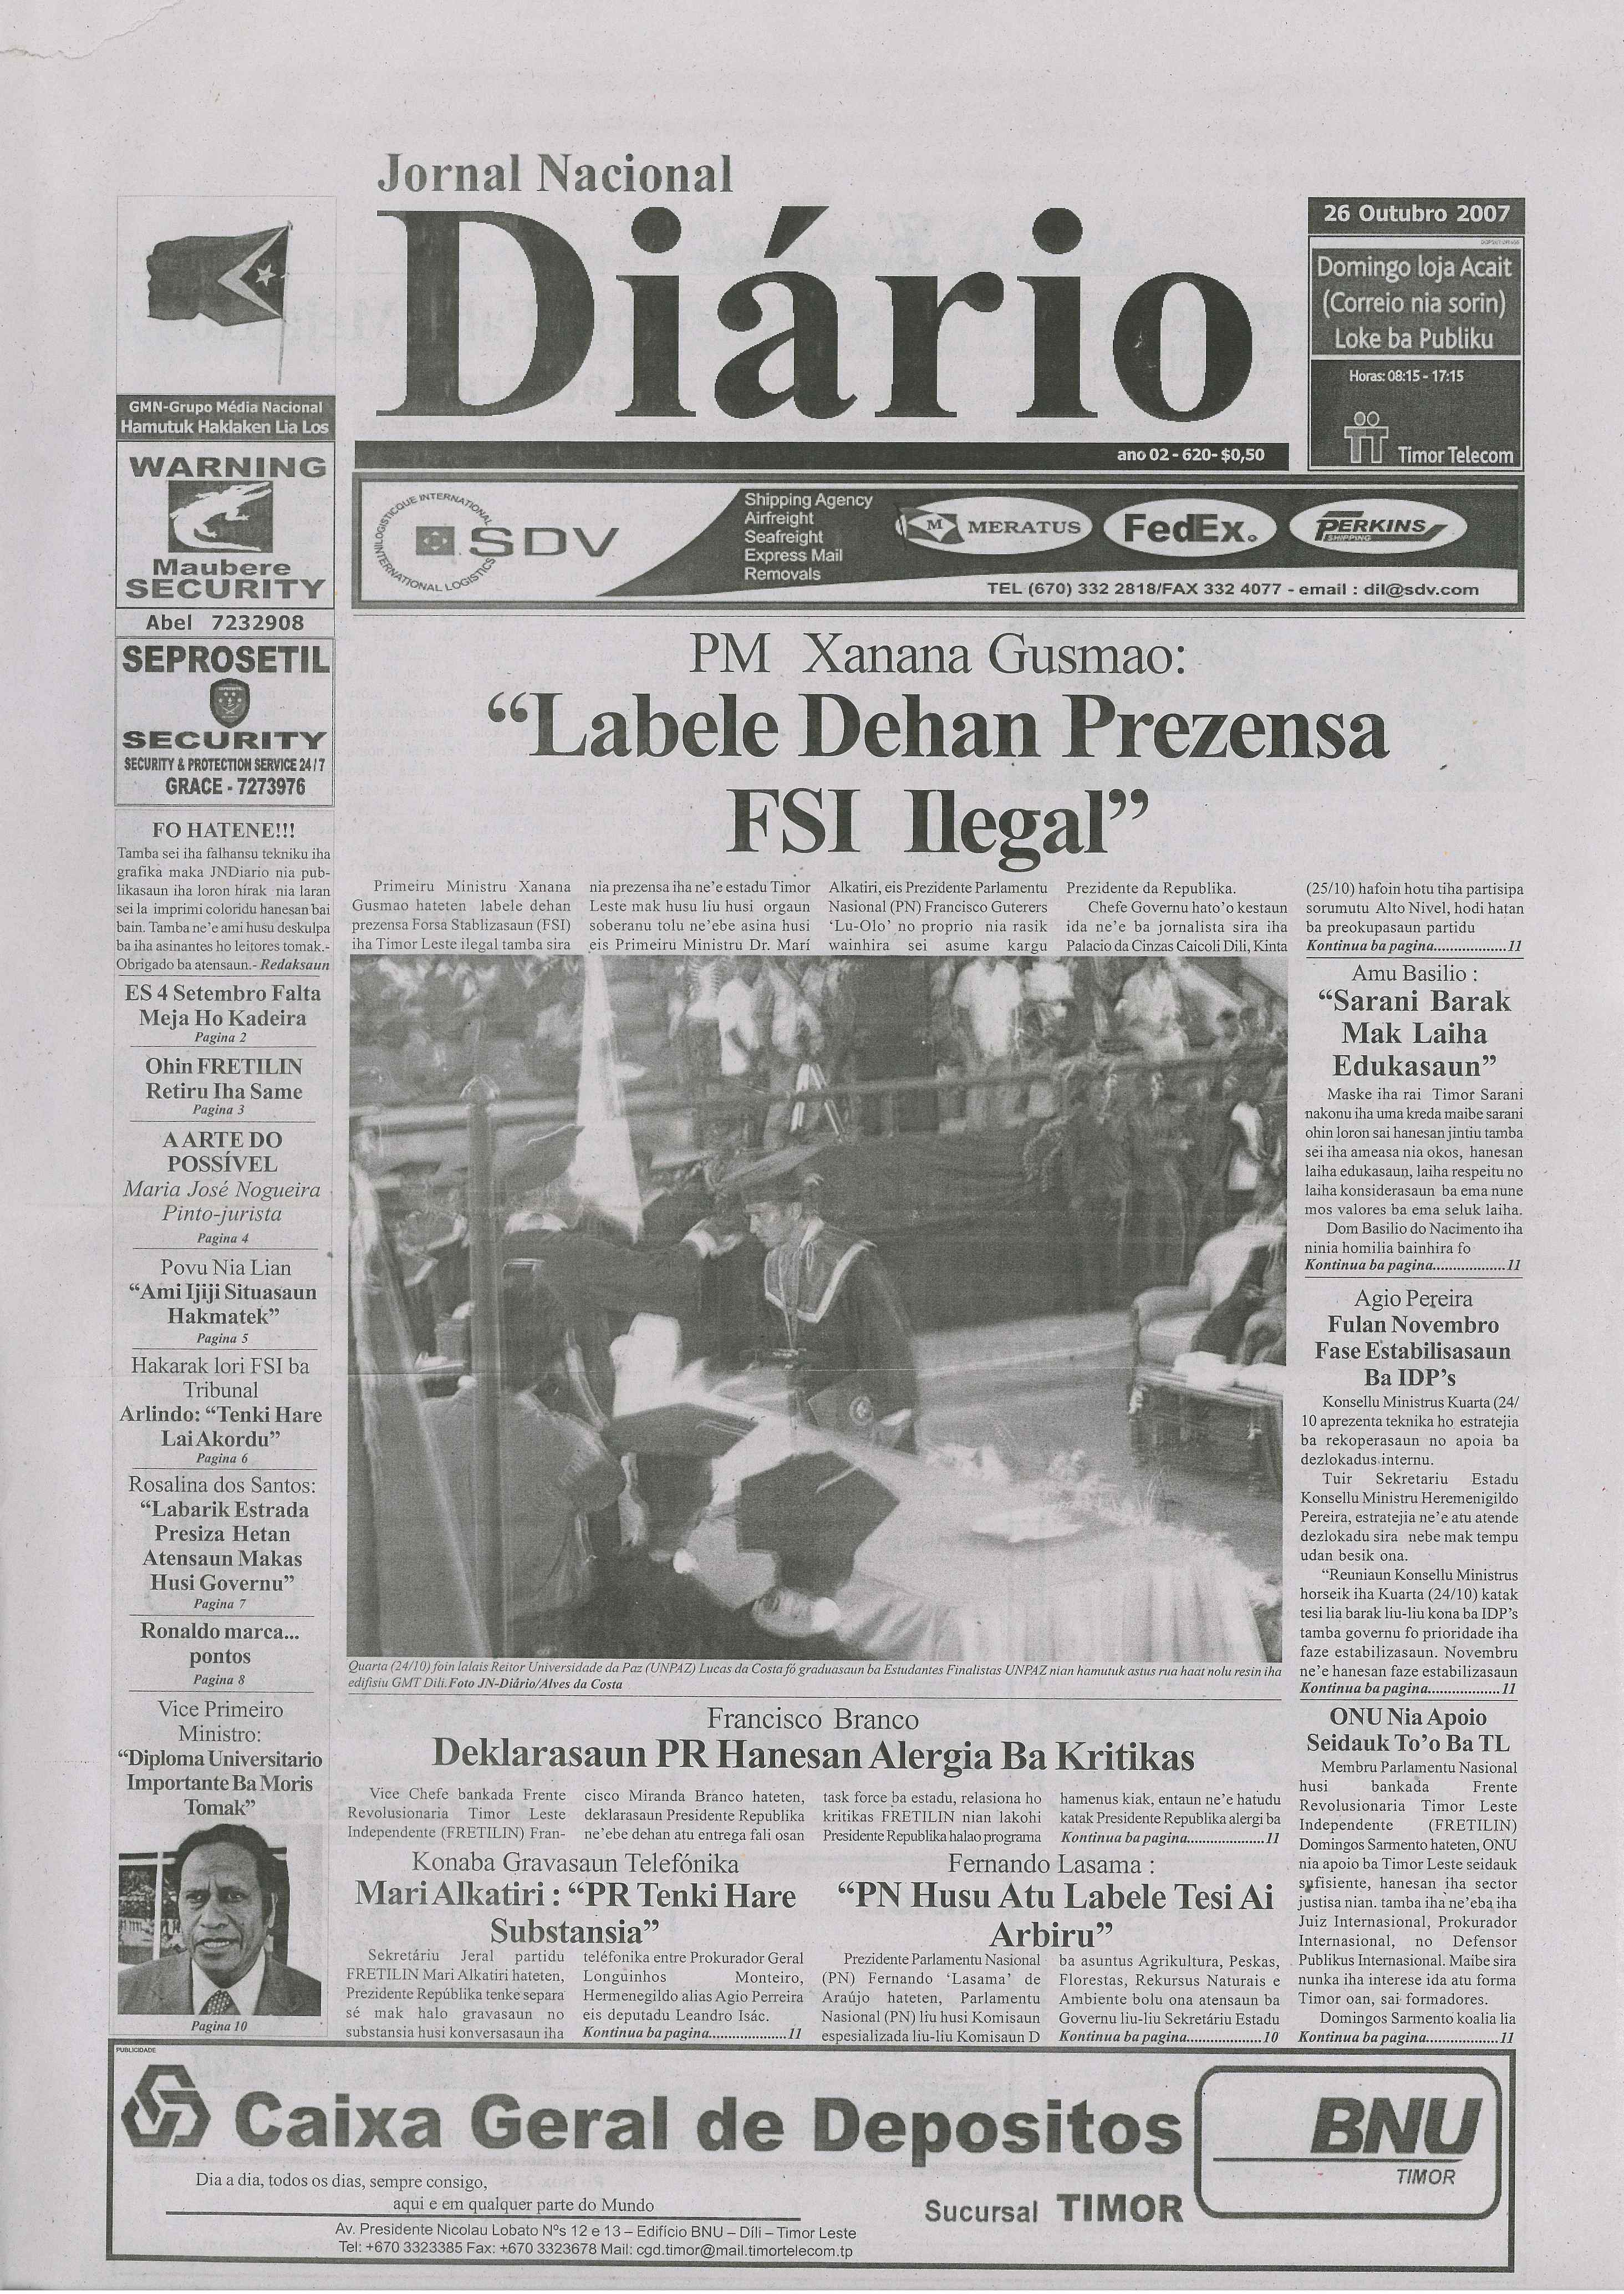 Jornal Nacional
Diário
26 Outubro 2007
Domingo loja Acait
(Correio nia sorin)
Loke ba Publiku
Horas: 08:15 - 17:15
Timor Telecom
ano 02 - 620- $0,50
GMN-Grupo Média Nacional
Hamutuk Haklaken Lia Los
WARNING
Maubere
SECURITY
Abel 7232908
SEPROSETIL
SECURITY
SECURITY & PROTECTION SERVICE 24/7
GRACE - 7273976
SDV
INTERNATIONAL LOGISTICS
Shipping Agency
Airfreight
Seafreight
Express Mail
Removals
MERATUS
FedEx.
PERKINS
SHIPPING
TEL (670) 332 2818/FAX 332 4077 - email : dil@sdv.com
PM Xanana Gusmao:
“Labele Dehan Prezensa
FSI Ilegal”
Primeiru Ministru Xanana
Gusmao hateten labele dehan
prezensa Forsa Stablizasaun (FSI)
iha Timor Leste ilegal tamba sira
nia prezensa iha ne’e estadu Timor
Leste mak husu liu husi orgaun
soberanu tolu ne’ebe asina husi
eis Primeiru Ministru Dr. Marí
Alkatiri, eis Prezidente Parlamentu
Nasional (PN) Francisco Guterers
‘Lu-Olo’ no proprio nia rasik
wainhira sei asume kargu
Prezidente da Republika.
Chefe Governu hato’o kestaun
ida ne’e ba jornalista sira iha
Palacio da Cinzas Caicoli Dili, Kinta
(25/10) hafoin hotu tiha partisipa
sorumutu Alto Nivel, hodi hatan
ba preokupasaun partidu
Kontinua ba pagina..................11
FO HATENE!!!
Tamba sei iha falhansu tekniku iha
grafika maka JNDiario nia pub-
likasaun iha loron hirak nia laran
sei la imprimi coloridu hanesan bai
bain. Tamba ne’e ami husu deskulpa
ba iha asinantes ho leitores tomak.-
Obrigado ba atensaun.- Redaksaun
ES 4 Setembro Falta
Meja Ho Kadeira
Pagina 2
Ohin FRETILIN
Retiru Iha Same
Pagina 3
A ARTE DO
POSSÍVEL
Maria José Nogueira
Pinto-jurista
Pagina 4
Povu Nia Lian
“Ami Ijiji Situasaun
Hakmatek”
Pagina 5
Hakarak lori FSI ba
Tribunal
Arlindo: “Tenki Hare
Lai Akordu”
Pagina 6
Rosalina dos Santos:
“Labarik Estrada
Presiza Hetan
Atensaun Makas
Husi Governu”
Pagina 7
Ronaldo marca...
pontos
Pagina 8
Vice Primeiro
Ministro:
“Diploma Universitario
Importante Ba Moris
Tomak”
Pagina 10
Quarta (24/10) foin lalais Reitor Universidade da Paz (UNPAZ) Lucas da Costa fó graduasaun ba Estudantes Finalistas UNPAZ nian hamutuk astus rua haat nolu resin iha
edifisiu GMT Dili. Foto JN-Diário/Alves da Costa
Amu Basilio :
“Sarani Barak
Mak Laiha
Edukasaun”
Maske iha rai Timor Sarani
nakonu iha uma kreda maibe sarani
ohin loron sai hanesan jintiu tamba
sei iha ameasa nia okos, hanesan
laiha edukasaun, laiha respeitu no
laiha konsiderasaun ba ema nune
mos valores ba ema seluk laiha.
Dom Basilio do Nacimento iha
ninia homilia bainhira fo
Kontinua ba pagina..................11
Agio Pereira
Fulan Novembro
Fase Estabilisasaun
Ba IDP’s
Konsellu Ministrus Kuarta (24/
10 aprezenta teknika ho estratejia
ba rekoperasaun no apoia ba
dezlokadus internu.
Tuir Sekretariu Estadu
Konsellu Ministru Heremenigildo
Pereira, estratejia ne’e atu atende
dezlokadu sira nebe mak tempu
udan besik ona.
“Reuniaun Konsellu Ministrus
horseik iha Kuarta (24/10) katak
tesi lia barak liu-liu kona ba IDP’s
tamba governu fo prioridade iha
faze estabilizasaun. Novembru
ne’e hanesan faze estabilizasaun
Kontinua ba pagina..................11
ONU Nia Apoio
Seidauk To’o Ba TL
Membru Parlamentu Nasional
husi bankada Frente
Revolusionaria Timor Leste
Independente (FRETILIN)
Domingos Sarmento hateten, ONU
nia apoio ba Timor Leste seidauk
sufisiente, hanesan iha sector
justisa nian. tamba iha ne’eba iha
Juiz Internasional, Prokurador
Internasional, no Defensor
Publikus Internasional. Maibe sira
nunka iha interese ida atu forma
Timor oan, sai formadores.
Domingos Sarmento koalia lia
Kontinua ba pagina..................11
Francisco Branco
Deklarasaun PR Hanesan Alergia Ba Kritikas
Vice Chefe bankada Frente
Revolusionaria Timor Leste
Independente (FRETILIN) Fran-
cisco Miranda Branco hateten,
deklarasaun Presidente Republika
ne’ebe dehan atu entrega fali osan
task force ba estadu, relasiona ho
kritikas FRETILIN nian lakohi
Presidente Republika halao programa
hamenus kiak, entaun ne’e hatudu
katak Presidente Republika alergi ba
Kontinua ba pagina...................11
Konaba Gravasaun Telefónika
Mari Alkatiri : “PR Tenki Hare
Substansia”
Sekretáriu Jeral partidu
FRETILIN Mari Alkatiri hateten,
Prezidente Repúblika tenke separa
sé mak halo gravasaun no
substansia husi konversasaun iha
teléfonika entre Prokurador Geral
Longuinhos Monteiro,
Hermenegildo alias Agio Perreira
eis deputadu Leandro Isác.
Kontinua ba pagina...................11
Fernando Lasama :
“PN Husu Atu Labele Tesi Ai
Arbiru”
Prezidente Parlamentu Nasional
(PN) Fernando ‘Lasama’ de
Araújo hateten, Parlamentu
Nasional (PN) liu husi Komisaun
espesializada liu-liu Komisaun D
ba asuntus Agrikultura, Peskas,
Florestas, Rekursus Naturais e
Ambiente bolu ona atensaun ba
Governu liu-liu Sekretáriu Estadu
Kontinua ba pagina..................10
PUBLICIDADE
Caixa Geral de Depositos
BNU
TIMOR
Dia a dia, todos os dias, sempre consigo,
aqui e em qualquer parte do Mundo
Sucursal TIMOR
Av. Presidente Nicolau Lobato Nºs 12 e 13 – Edifício BNU – Díli – Timor Leste
Tel: +670 3323385 Fax: +670 3323678 Mail: cgd.timor@mail.timortelecom.tp